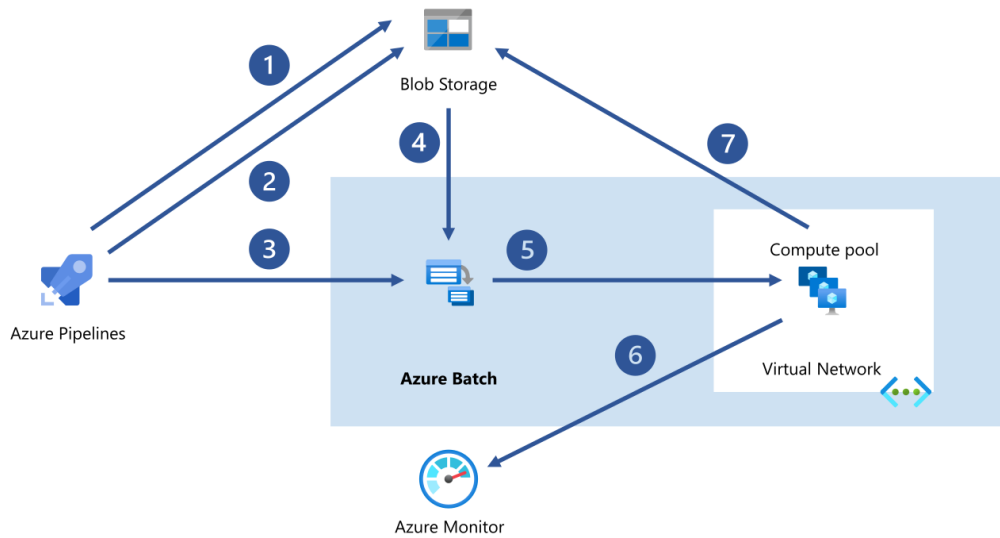 1
Blob Storage
4
7
2
3
5
Compute pool
Azure Pipelines
6
Virtual Network
Azure Batch
Azure Monitor